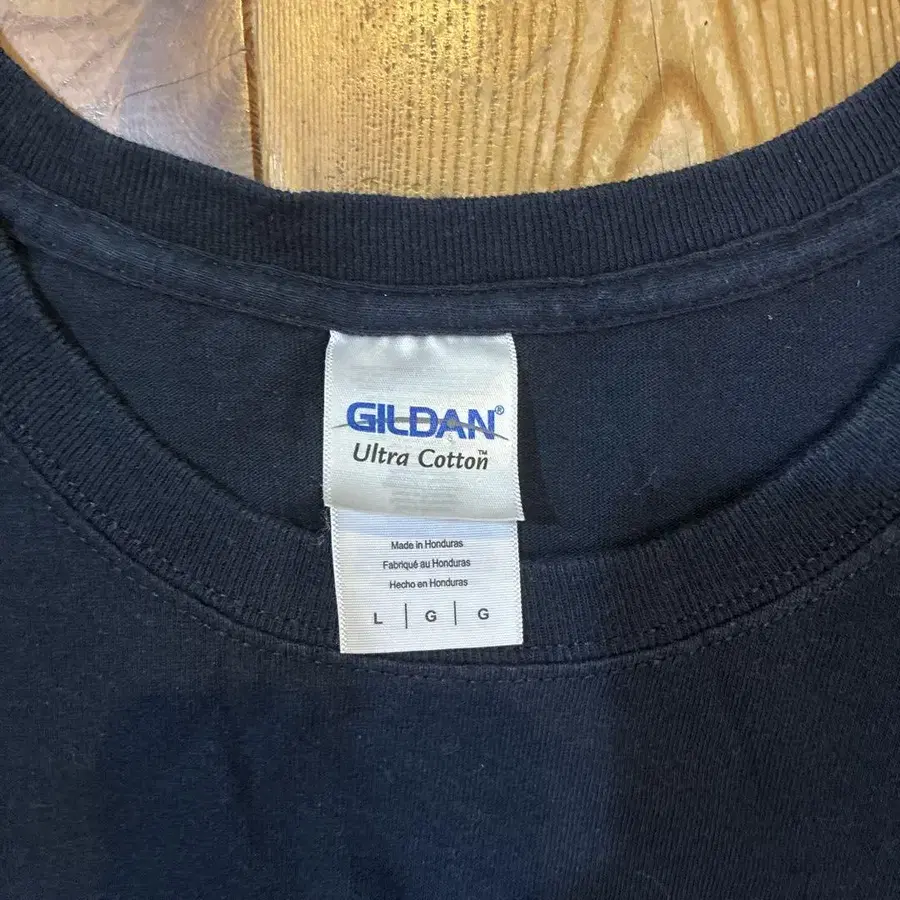 GILDAN®
Ultra Cotton™
Made in Honduras
Fabriqué au Honduras
Hecho en Honduras
L | G | G